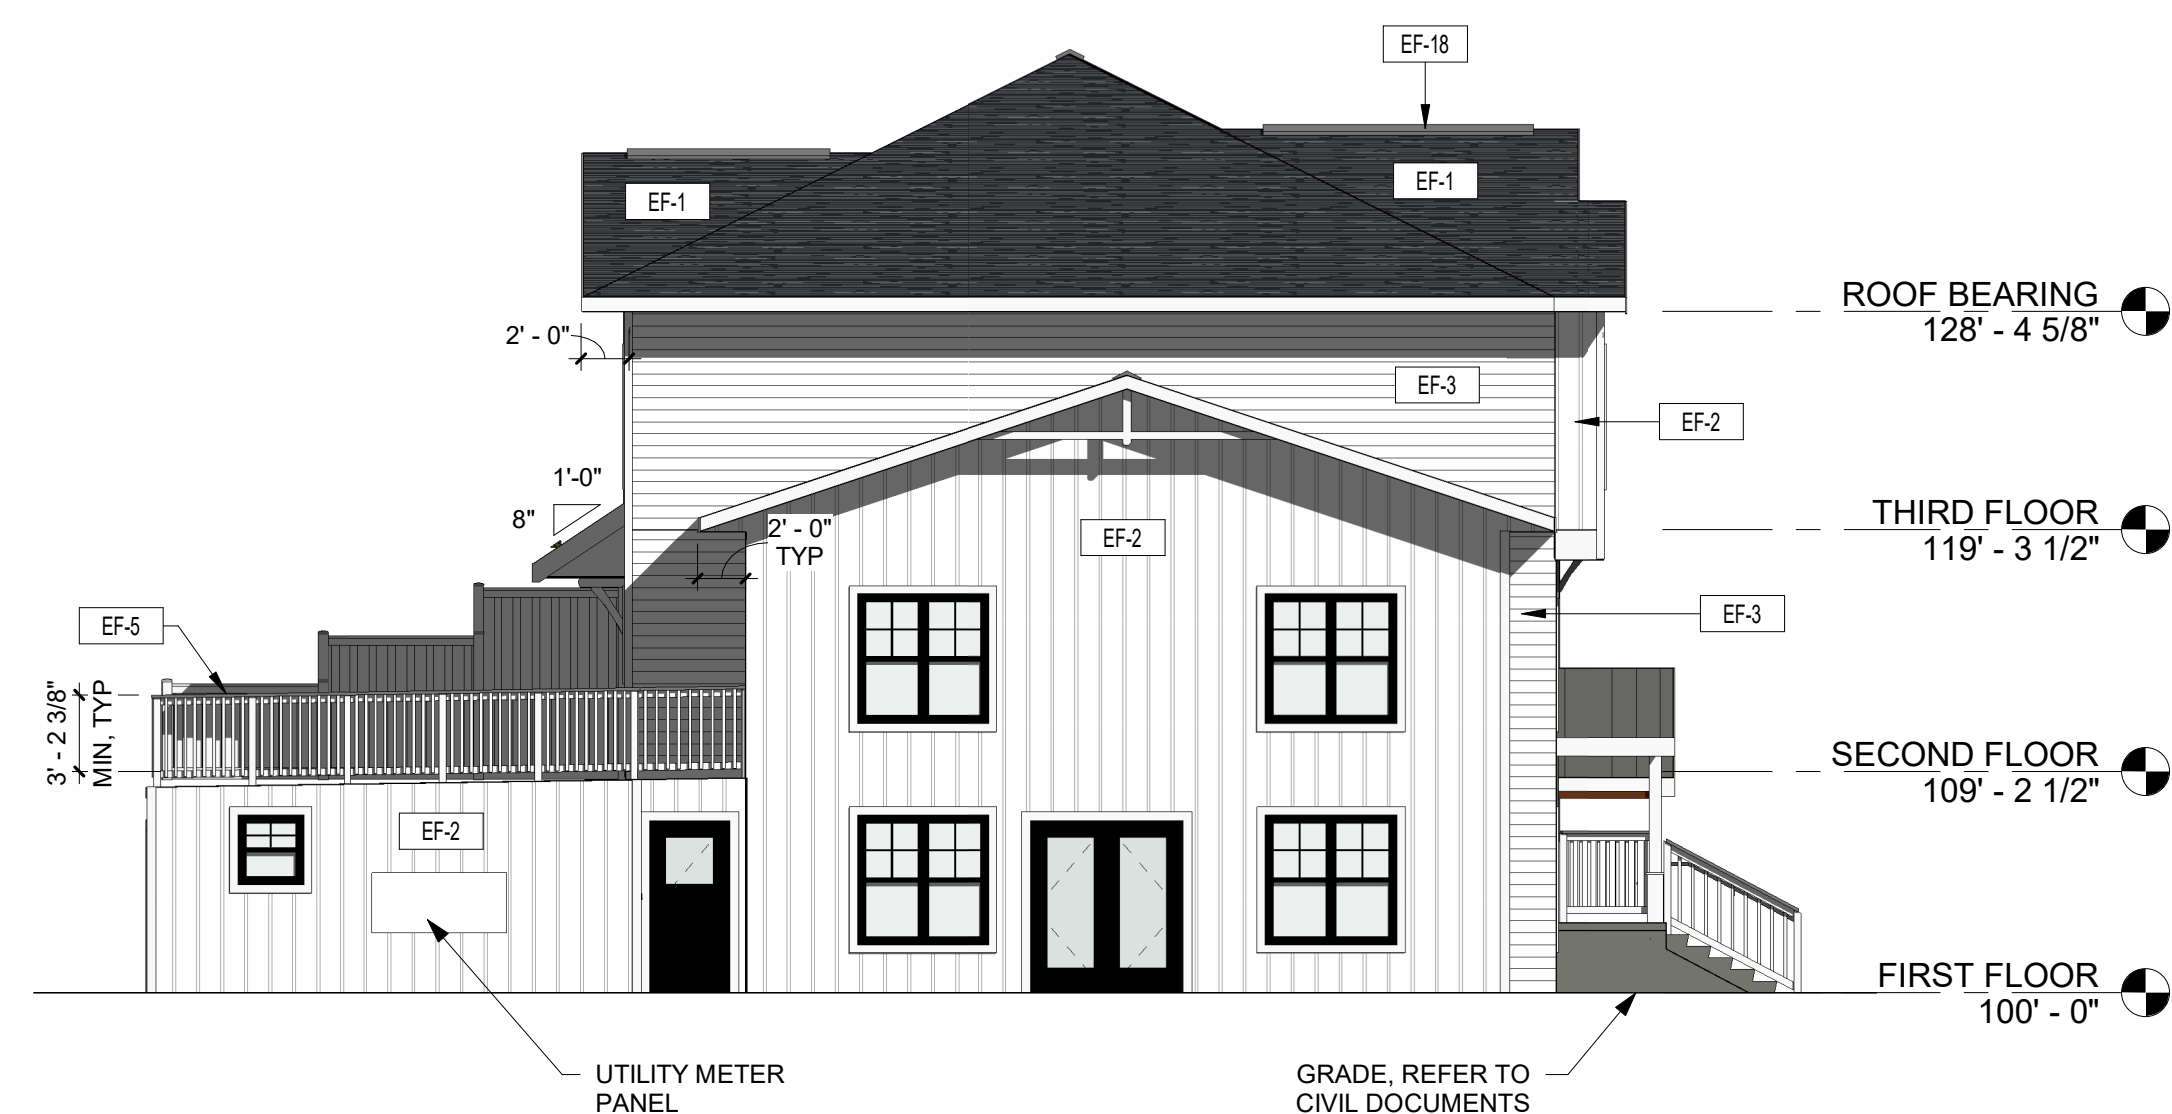 EF-18
EF-1
EF-1
ROOF BEARING
128' - 4 5/8"
2' - 0"
EF-3
EF-2
1'-0"
8"
THIRD FLOOR
119' - 3 1/2"
2' - 0"
TYP
EF-2
EF-5
EF-3
3' - 2 3/8"
MIN, TYP
SECOND FLOOR
109' - 2 1/2"
EF-2
FIRST FLOOR
100' - 0"
UTILITY METER
PANEL
GRADE, REFER TO
CIVIL DOCUMENTS